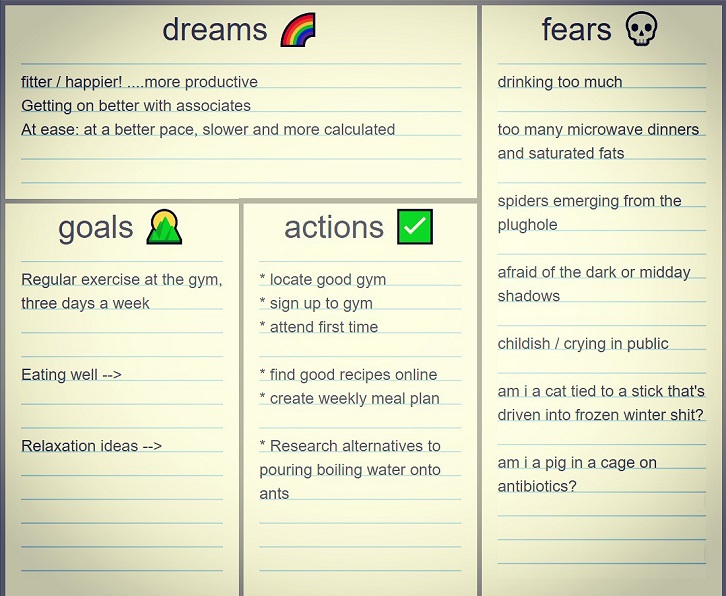 dreams 🌈
fitter / happier! ....more productive
Getting on better with associates
At ease: at a better pace, slower and more calculated
goals
Regular exercise at the gym,
three days a week
Eating well -->
Relaxation ideas -->
actions ✅
* locate good gym
* sign up to gym
* attend first time
* find good recipes online
* create weekly meal plan
* Research alternatives to
pouring boiling water onto
ants
fears 💀
drinking too much
too many microwave dinners
and saturated fats
spiders emerging from the
plughole
afraid of the dark or midday
shadows
childish / crying in public
am i a cat tied to a stick that's
driven into frozen winter shit?
am i a pig in a cage on
antibiotics?